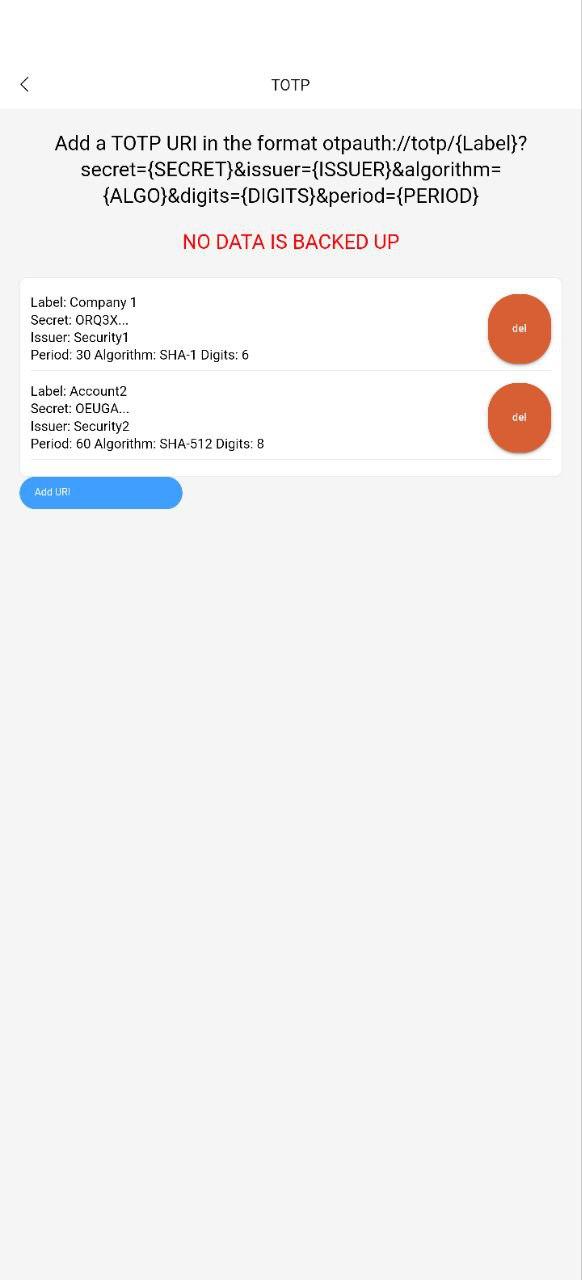 TOTP
Add a TOTP URI in the format otpauth://totp/{Label}?
secret={SECRET}&issuer={ISSUER}&algorithm=
{ALGO}&digits={DIGITS}&period={PERIOD}
NO DATA IS BACKED UP
Label: Company 1
Secret: ORQ3X...
Issuer: Security1
Period: 30 Algorithm: SHA-1 Digits: 6
del
Label: Account2
Secret: OEUGA...
Issuer: Security2
Period: 60 Algorithm: SHA-512 Digits: 8
del
Add URI